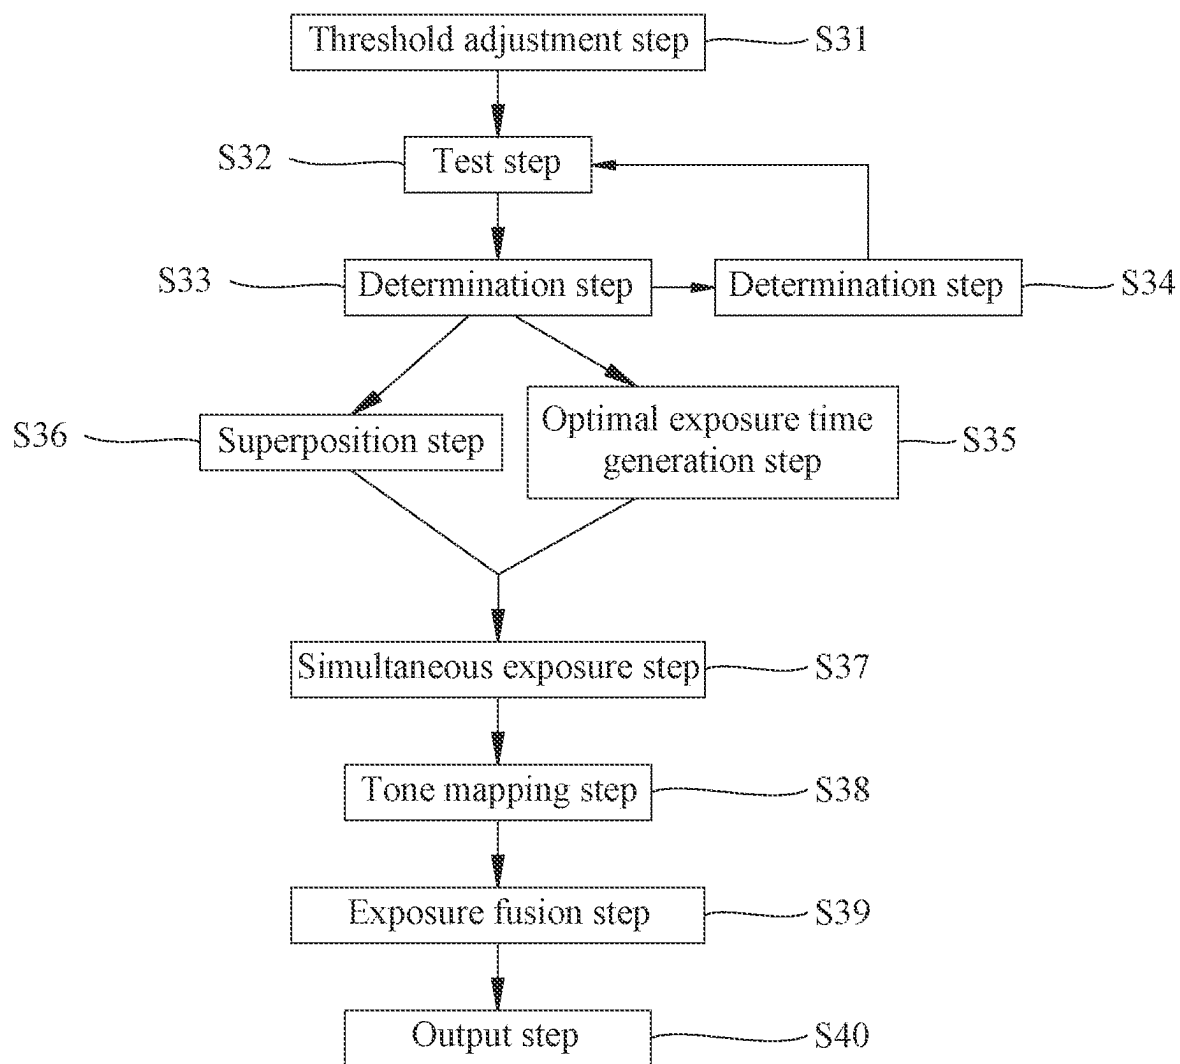 Threshold adjustment step
S31
S32
Test step
S33
Determination step
Determination step
S34
S36
Superposition step
Optimal exposure time
generation step
S35
Simultaneous exposure step
S37
Tone mapping step
S38
Exposure fusion step
S39
Output step
S40